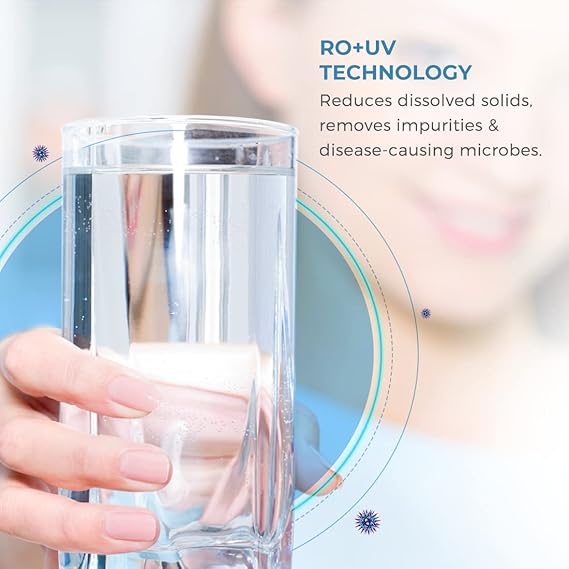 RO+UV
TECHNOLOGY
Reduces dissolved solids,
removes impurities &
disease-causing microbes.